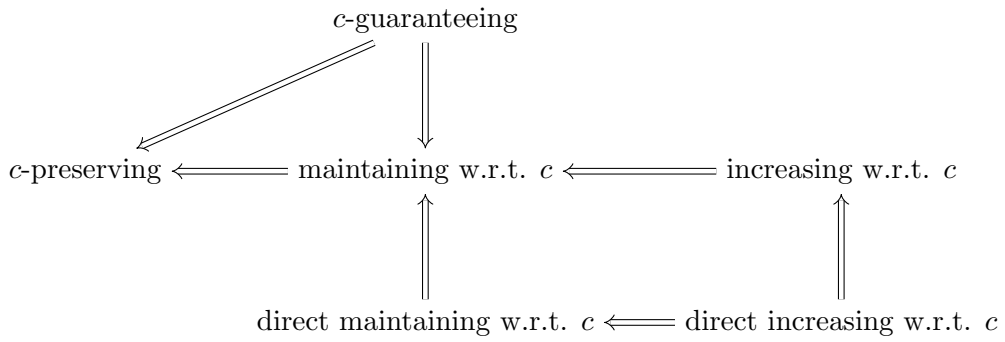 c-guaranteeing
c-preserving
maintaining w.r.t. c
increasing w.r.t. c
direct maintaining w.r.t. c
direct increasing w.r.t. c